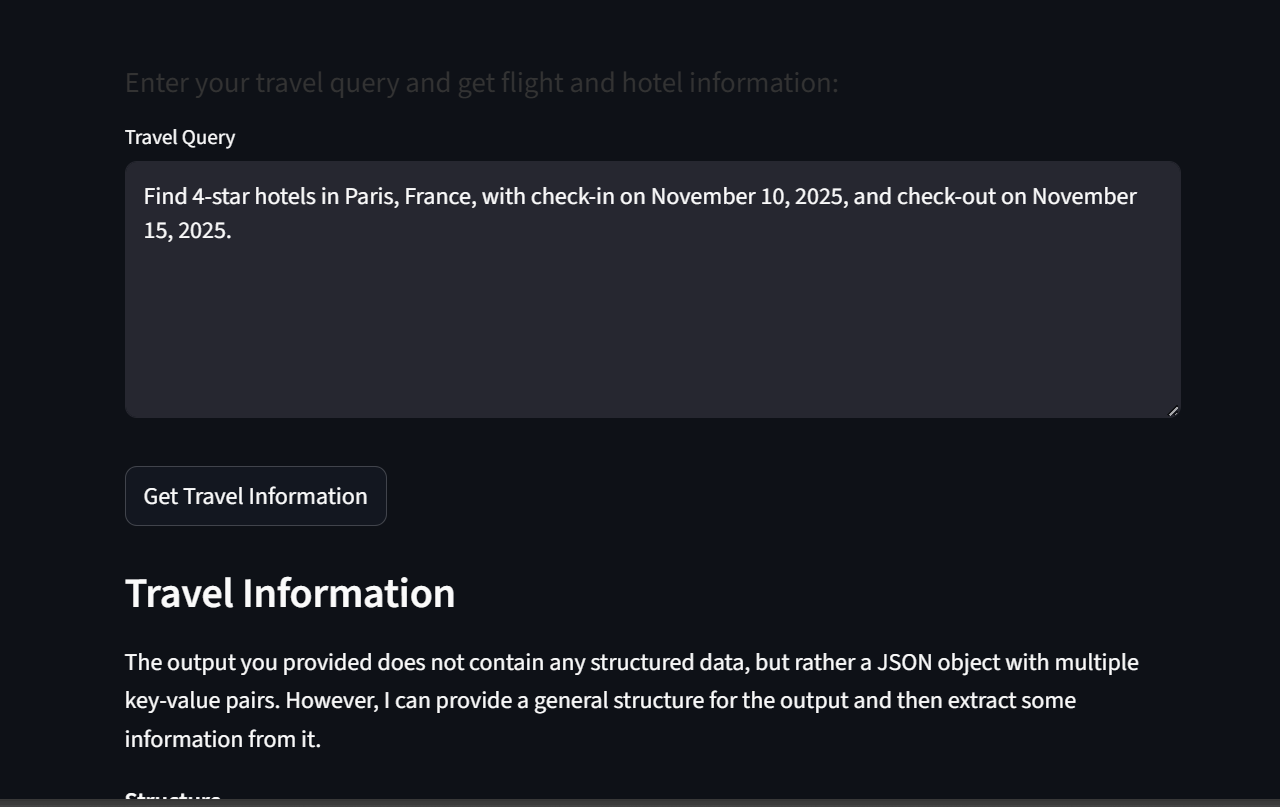 Enter your travel query and get flight and hotel information:
Travel Query
Find 4-star hotels in Paris, France, with check-in on November 10, 2025, and check-out on November
15, 2025.
Get Travel Information
Travel Information
The output you provided does not contain any structured data, but rather a JSON object with multiple
key-value pairs. However, I can provide a general structure for the output and then extract some
information from it.
Structure